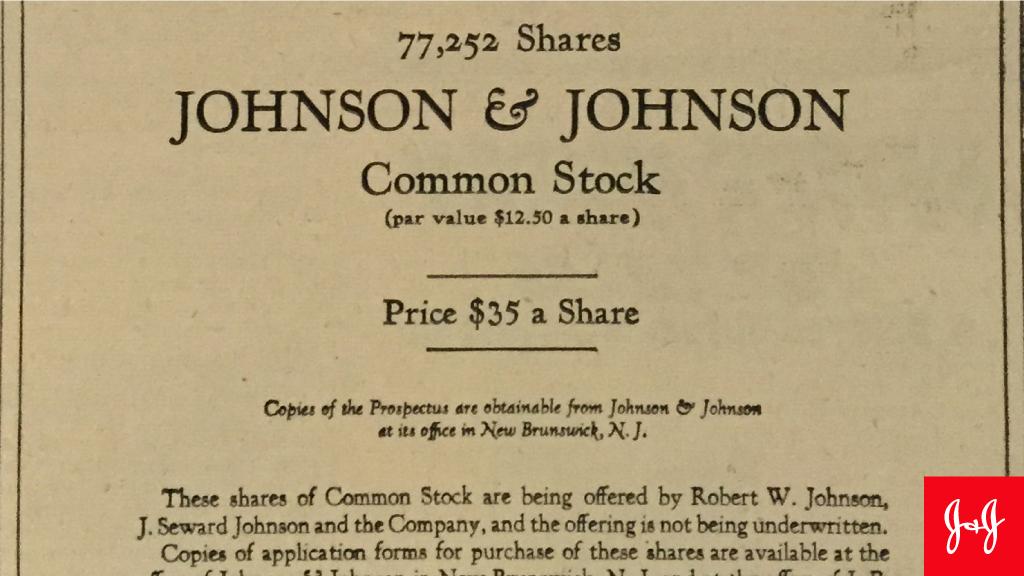 77,252 Shares
JOHNSON & JOHNSON
Common Stock
(par value $12.50 a share)
Price $35 a Share
Copies of the Prospectus are obtainable from Johnson & Johnson
at its office in New Brunswick, N. J.
These shares of Common Stock are being offered by Robert W. Johnson,
J. Seward Johnson and the Company, and the offering is not being underwritten.
Copies of application forms for purchase of these shares are available at the
J&J